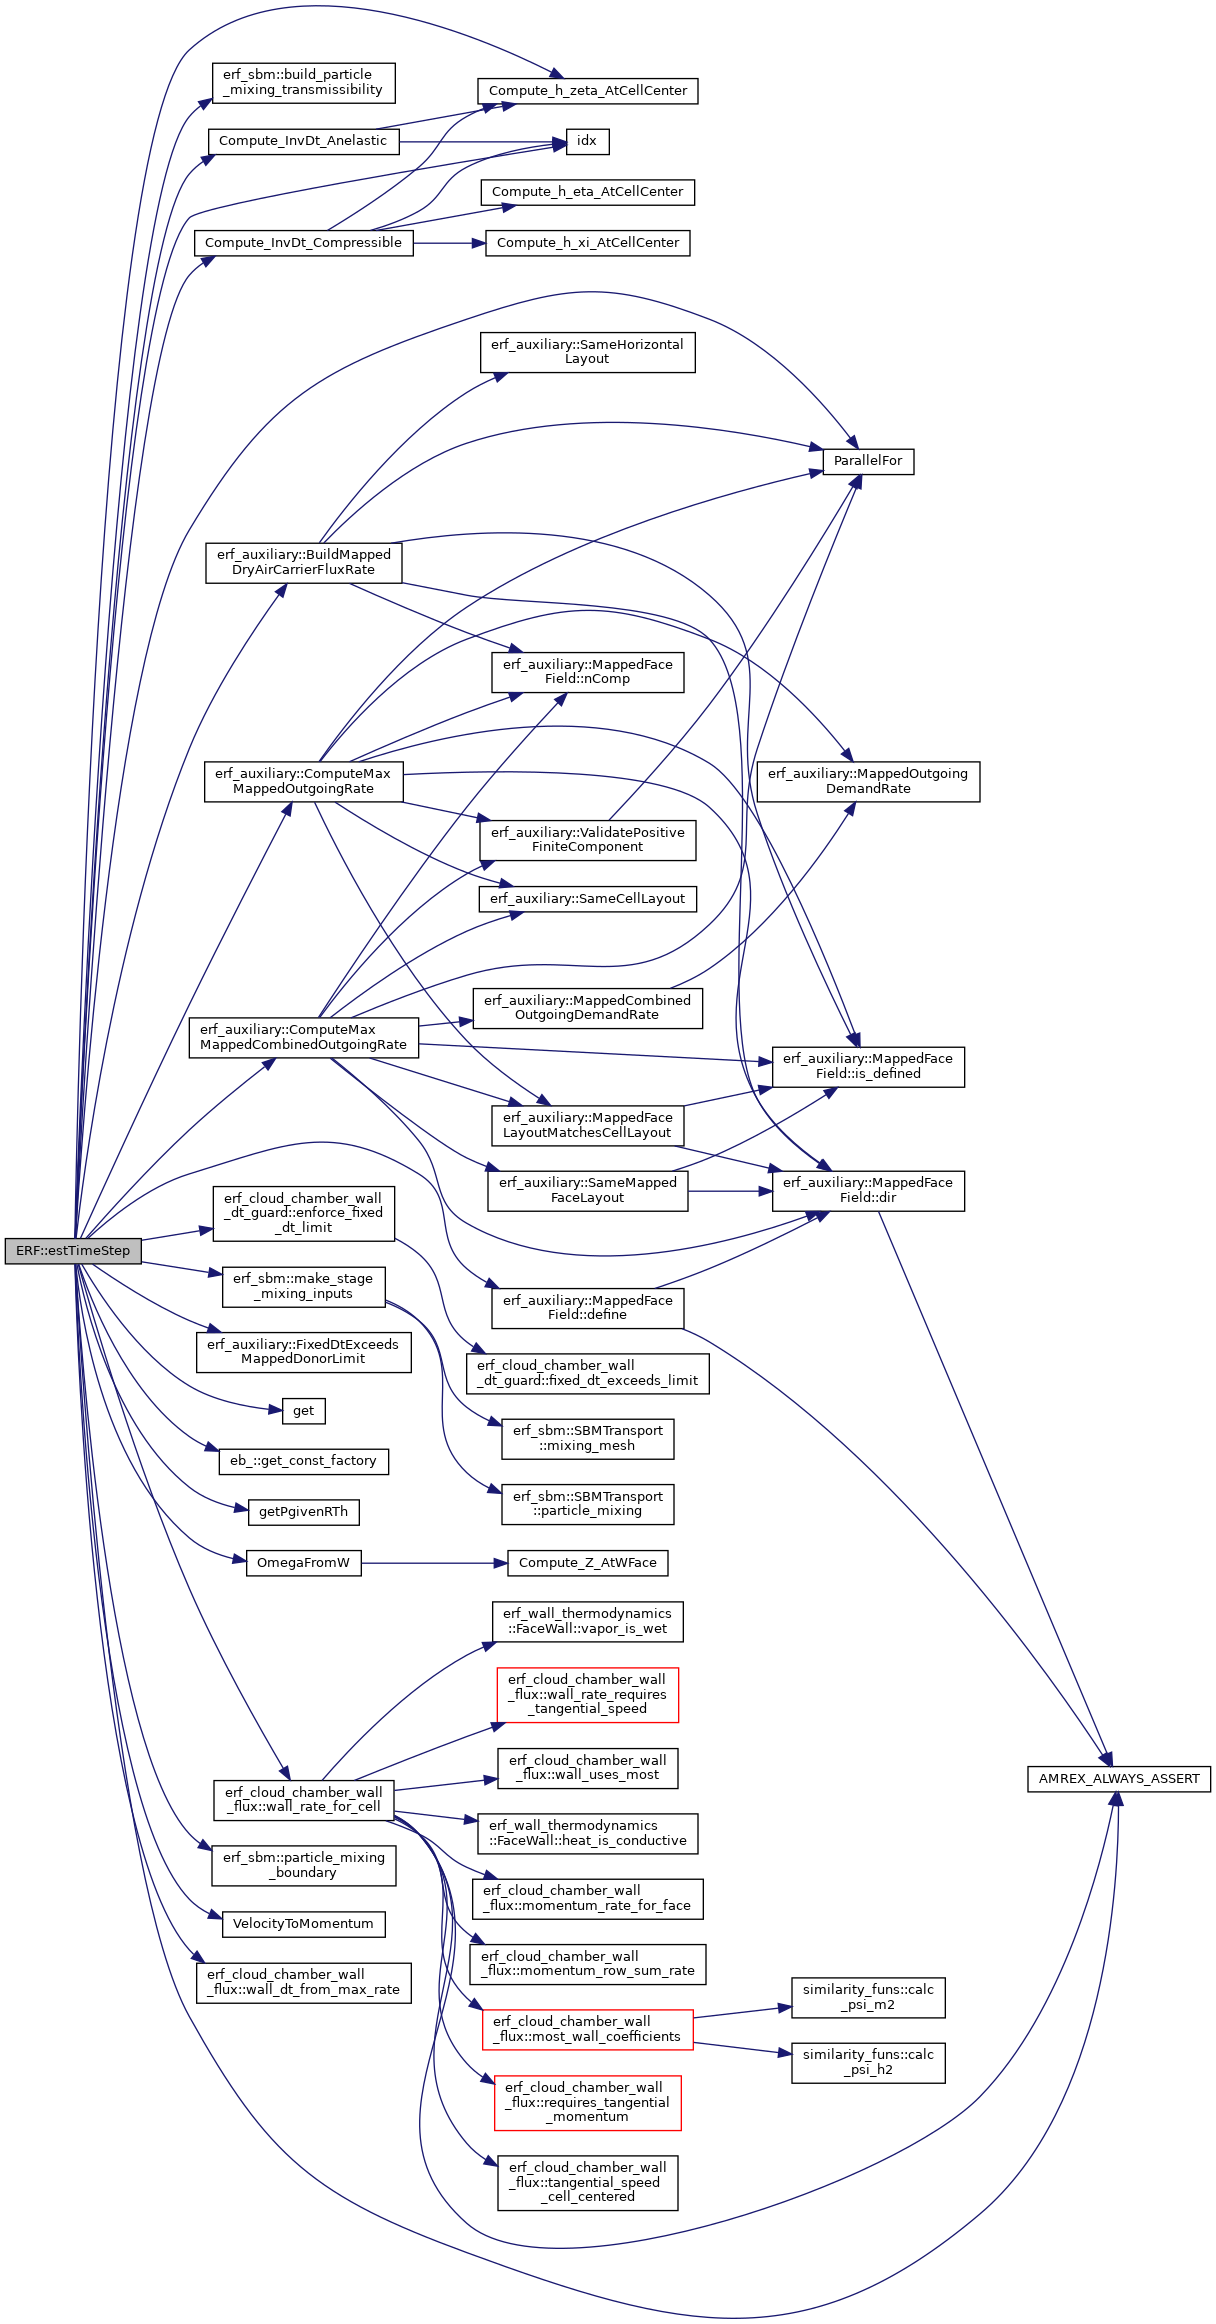 erf_sbm::build_particle
_mixing_transmissibility
Compute_h_zeta_AtCellCenter
Compute_InvDt_Anelastic
idx
Compute_h_eta_AtCellCenter
Compute_InvDt_Compressible
Compute_h_xi_AtCellCenter
erf_auxiliary::SameHorizontal
Layout
ParallelFor
erf_auxiliary::BuildMapped
DryAirCarrierFluxRate
erf_auxiliary::MappedFace
Field::nComp
erf_auxiliary::ComputeMax
MappedOutgoingRate
erf_auxiliary::MappedOutgoing
DemandRate
erf_auxiliary::ValidatePositive
FiniteComponent
erf_auxiliary::SameCellLayout
erf_auxiliary::MappedCombined
OutgoingDemandRate
erf_auxiliary::ComputeMax
MappedCombinedOutgoingRate
erf_auxiliary::MappedFace
Field::is_defined
erf_auxiliary::MappedFace
LayoutMatchesCellLayout
erf_auxiliary::SameMapped
FaceLayout
erf_auxiliary::MappedFace
Field::dir
erf_cloud_chamber_wall
_dt_guard::enforce_fixed
_dt_limit
ERF::estTimeStep
erf_sbm::make_stage
_mixing_inputs
erf_auxiliary::MappedFace
Field::define
erf_auxiliary::FixedDtExceeds
MappedDonorLimit
erf_cloud_chamber_wall
_dt_guard::fixed_dt_exceeds_limit
get
erf_sbm::SBMTransport
::mixing_mesh
eb_::get_const_factory
erf_sbm::SBMTransport
::particle_mixing
getPgivenRTh
OmegaFromW
Compute_Z_AtWFace
erf_wall_thermodynamics
::FaceWall::vapor_is_wet
erf_cloud_chamber_wall
_flux::wall_rate_requires
_tangential_speed
erf_cloud_chamber_wall
_flux::wall_uses_most
AMREX_ALWAYS_ASSERT
erf_cloud_chamber_wall
_flux::wall_rate_for_cell
erf_wall_thermodynamics
::FaceWall::heat_is_conductive
erf_sbm::particle_mixing
_boundary
erf_cloud_chamber_wall
_flux::momentum_rate_for_face
VelocityToMomentum
erf_cloud_chamber_wall
_flux::momentum_row_sum_rate
erf_cloud_chamber_wall
_flux::wall_dt_from_max_rate
similarity_funs::calc
_psi_m2
erf_cloud_chamber_wall
_flux::most_wall_coefficients
similarity_funs::calc
_psi_h2
erf_cloud_chamber_wall
_flux::requires_tangential
_momentum
erf_cloud_chamber_wall
_flux::tangential_speed
_cell_centered